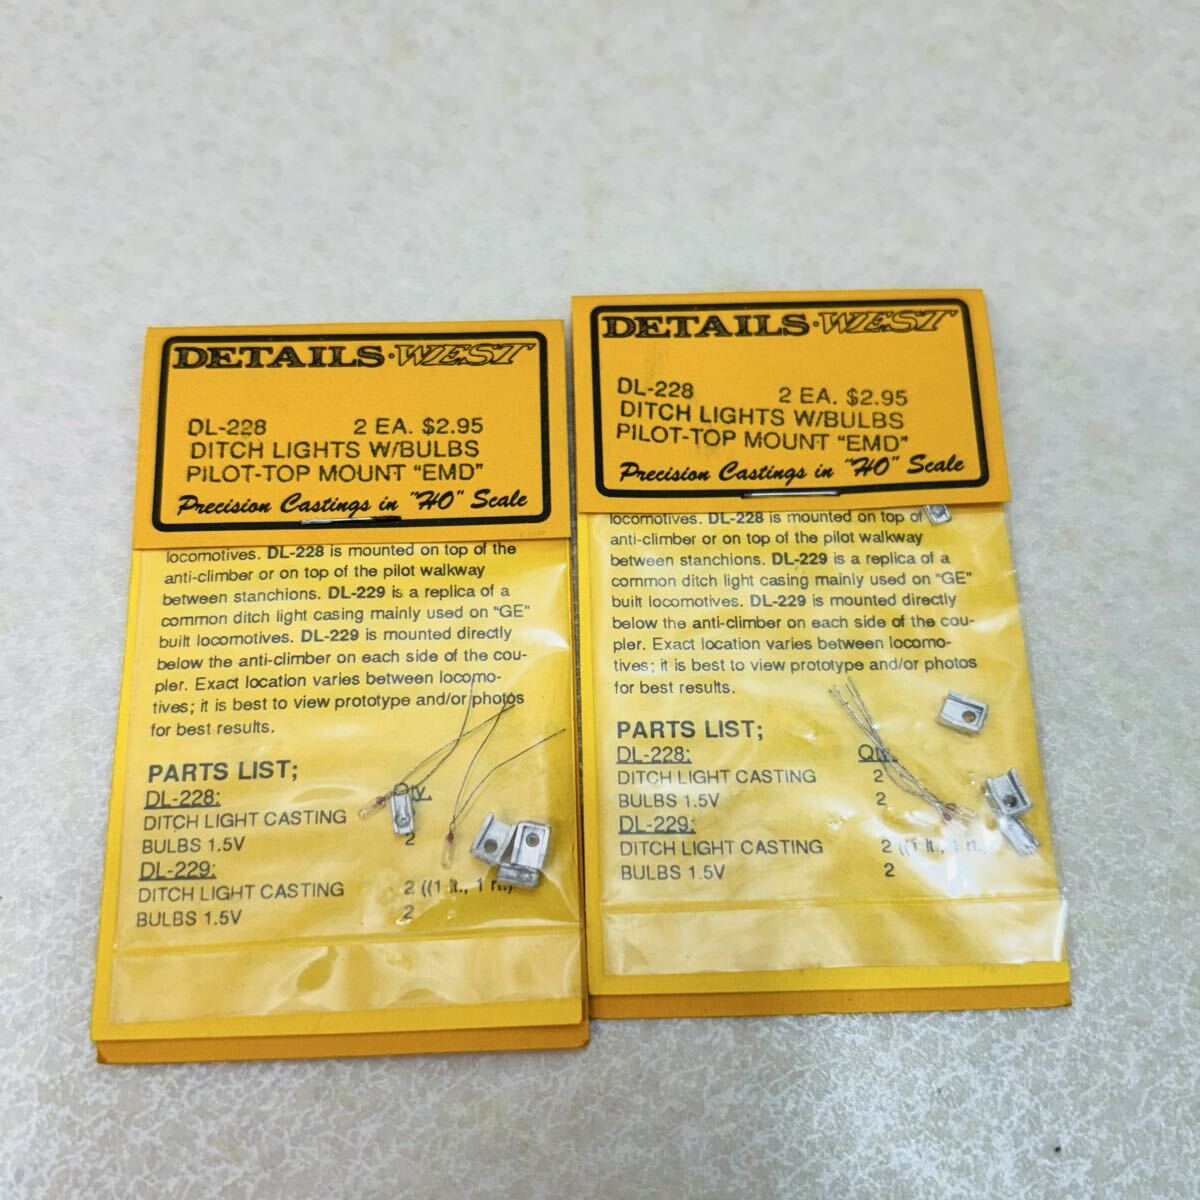 DETAILS·WEST
DL-228 2 EA. $2.95
DITCH LIGHTS W/BULBS
PILOT-TOP MOUNT "EMD"
Precision Castings in "HO" Scale
locomotives. DL-228 is mounted on top of the
anti-climber or on top of the pilot walkway
between stanchions. DL-229 is a replica of a
common ditch light casing mainly used on "GE"
built locomotives. DL-229 is mounted directly
below the anti-climber on each side of the cou-
pler. Exact location varies between locomo-
tives; it is best to view prototype and/or photos
for best results.
PARTS LIST;
DL-228:
DITCH LIGHT CASTING
BULBS 1.5V 2
DL-229:
DITCH LIGHT CASTING 2 ((1 lt., 1 rt.)
BULBS 1.5V 2
DETAILS·WEST
DL-228 2 EA. $2.95
DITCH LIGHTS W/BULBS
PILOT-TOP MOUNT "EMD"
Precision Castings in "HO" Scale
locomotives. DL-228 is mounted on top of
anti-climber or on top of the pilot walkway
between stanchions. DL-229 is a replica of a
common ditch light casing mainly used on "GE"
built locomotives. DL-229 is mounted directly
below the anti-climber on each side of the cou-
pler. Exact location varies between locomo-
tives; it is best to view prototype and/or photos
for best results.
PARTS LIST;
DL-228: Qty.
DITCH LIGHT CASTING 2
BULBS 1.5V 2
DL-229:
DITCH LIGHT CASTING 2 ((1 lt., 1 rt.)
BULBS 1.5V 2